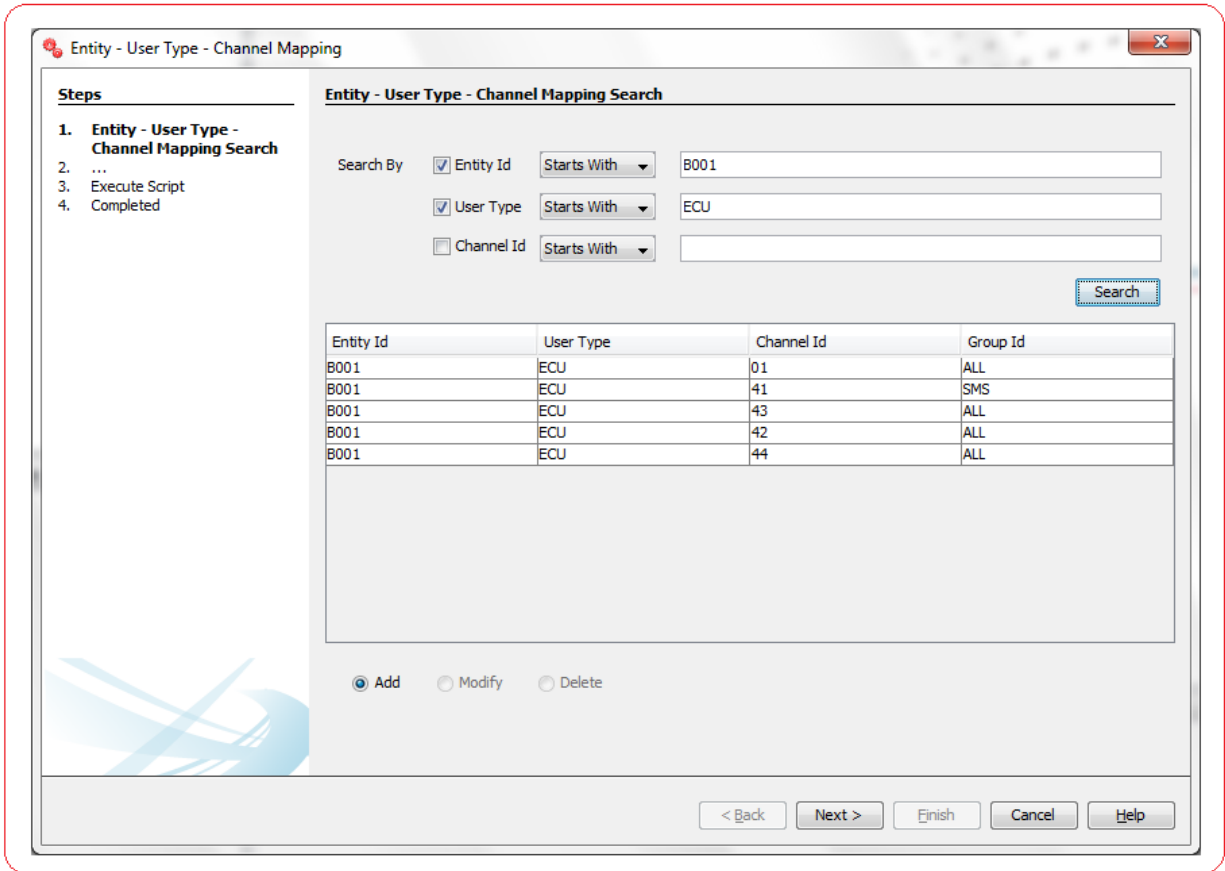 Entity - User Type - Channel Mapping
X
Steps
1. Entity - User Type -
Channel Mapping Search
2. ...
3. Execute Script
4. Completed
Entity - User Type - Channel Mapping Search
Search By Entity Id Starts With B001
User Type Starts With ECU
Channel Id Starts With
Search
Entity Id User Type Channel Id Group Id
B001 ECU 01 ALL
B001 ECU 41 SMS
B001 ECU 43 ALL
B001 ECU 42 ALL
B001 ECU 44 ALL
Add Modify Delete
< Back Next > Finish Cancel Help